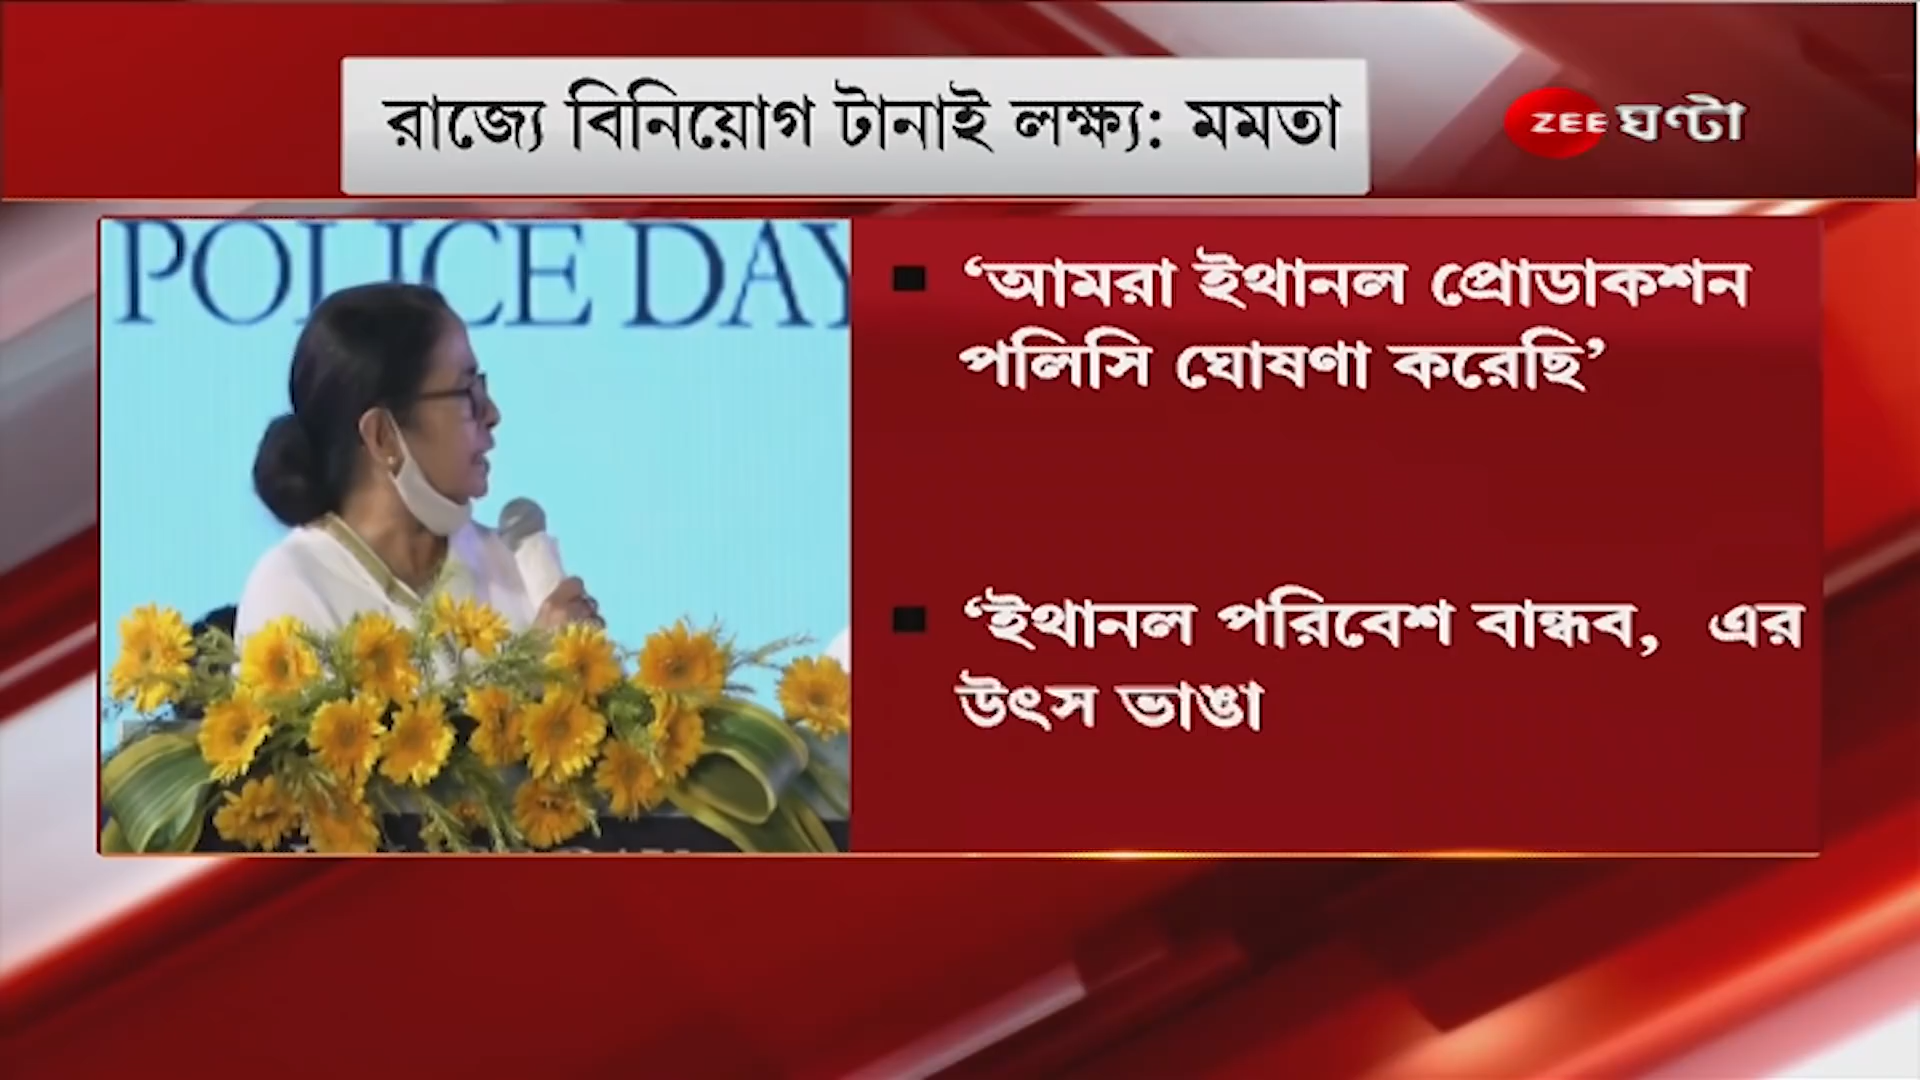 রাজ্যে বিনিয়োগ টানাই লক্ষ্য: মমতা
ZEE ঘণ্টা
POLICE DAY
‘আমরা ইথানল প্রোডাকশন
পলিসি ঘোষণা করেছি’
‘ইথানল পরিবেশ বান্ধব, এর
উৎস ভাঙা